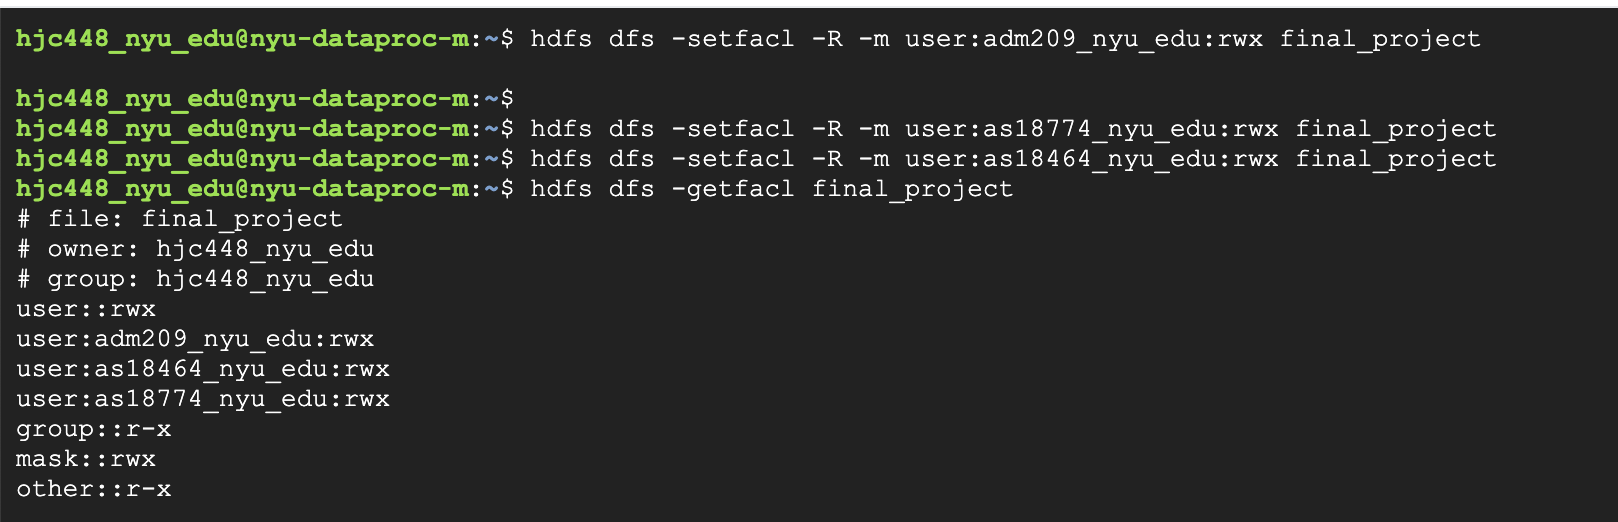 hjc448_nyu_edu@nyu-dataproc-m:~$ hdfs dfs -setfacl -R -m user:adm209_nyu_edu:rwx final_project
hjc448_nyu_edu@nyu-dataproc-m:~$
hjc448_nyu_edu@nyu-dataproc-m:~$ hdfs dfs -setfacl -R -m user:as18774_nyu_edu:rwx final_project
hjc448_nyu_edu@nyu-dataproc-m:~$ hdfs dfs -setfacl -R -m user:as18464_nyu_edu:rwx final_project
hjc448_nyu_edu@nyu-dataproc-m:~$ hdfs dfs -getfacl final_project
# file: final_project
# owner: hjc448_nyu_edu
# group: hjc448_nyu_edu
user::rwx
user:adm209_nyu_edu:rwx
user:as18464_nyu_edu:rwx
user:as18774_nyu_edu:rwx
group::r-x
mask::rwx
other::r-x